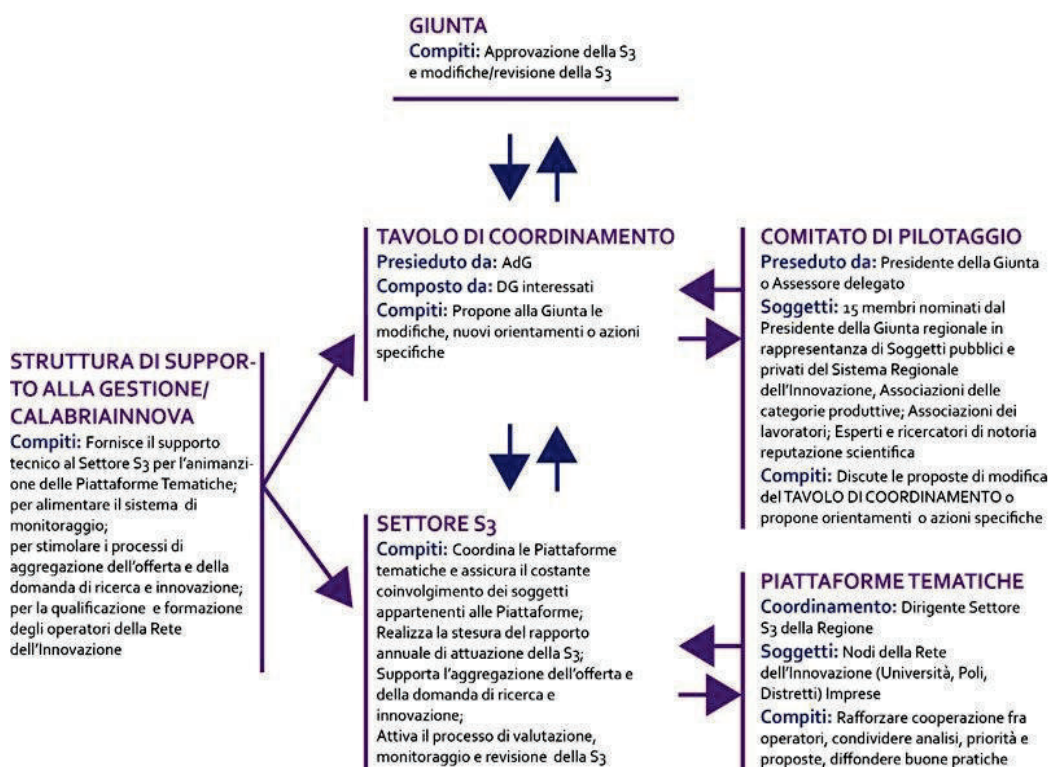 GIUNTA
Compiti: Approvazione della S3
e modifiche/revisione della S3
TAVOLO DI COORDINAMENTO
Presieduto da: AdG
Composto da: DG interessati
Compiti: Propone alla Giunta le
modifiche, nuovi orientamenti o azioni
specifiche
COMITATO DI PILOTAGGIO
Preseduto da: Presidente della Giunta
o Assessore delegato
Soggetti: 15 membri nominati dal
Presidente della Giunta regionale in
rappresentanza di Soggetti pubblici e
privati del Sistema Regionale
dell'Innovazione, Associazioni delle
categorie produttive; Associazioni dei
lavoratori; Esperti e ricercatori di notoria
reputazione scientifica
Compiti: Discute le proposte di modifica
del TAVOLO DI COORDINAMENTO o
propone orientamenti o azioni specifiche
STRUTTURA DI SUPPOR-
TO ALLA GESTIONE/
CALABRIAINNOVA
Compiti: Fornisce il supporto
tecnico al Settore S3 per l'animanzi-
one delle Piattaforme Tematiche;
per alimentare il sistema di
monitoraggio;
per stimolare i processi di
aggregazione dell'offerta e della
domanda di ricerca e innovazione;
per la qualificazione e formazione
degli operatori della Rete
dell'Innovazione
SETTORE S3
Compiti: Coordina le Piattaforme
tematiche e assicura il costante
coinvolgimento dei soggetti
appartenenti alle Piattaforme;
Realizza la stesura del rapporto
annuale di attuazione della S3;
Supporta l'aggregazione dell'offerta e
della domanda di ricerca e
innovazione;
Attiva il processo di valutazione,
monitoraggio e revisione della S3
PIATTAFORME TEMATICHE
Coordinamento: Dirigente Settore
S3 della Regione
Soggetti: Nodi della Rete
dell'Innovazione (Università, Poli,
Distretti) Imprese
Compiti: Rafforzare cooperazione fra
operatori, condividere analisi, priorità e
proposte, diffondere buone pratiche